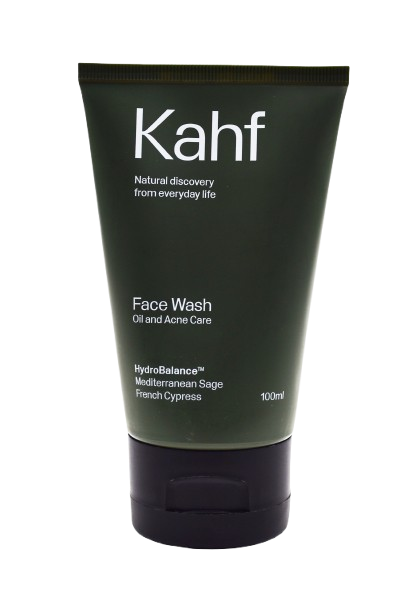 Kahf
Natural discovery
from everyday life
Face Wash
Oil and Acne Care
HydroBalance™
Mediterranean Sage
French Cypress
100ml